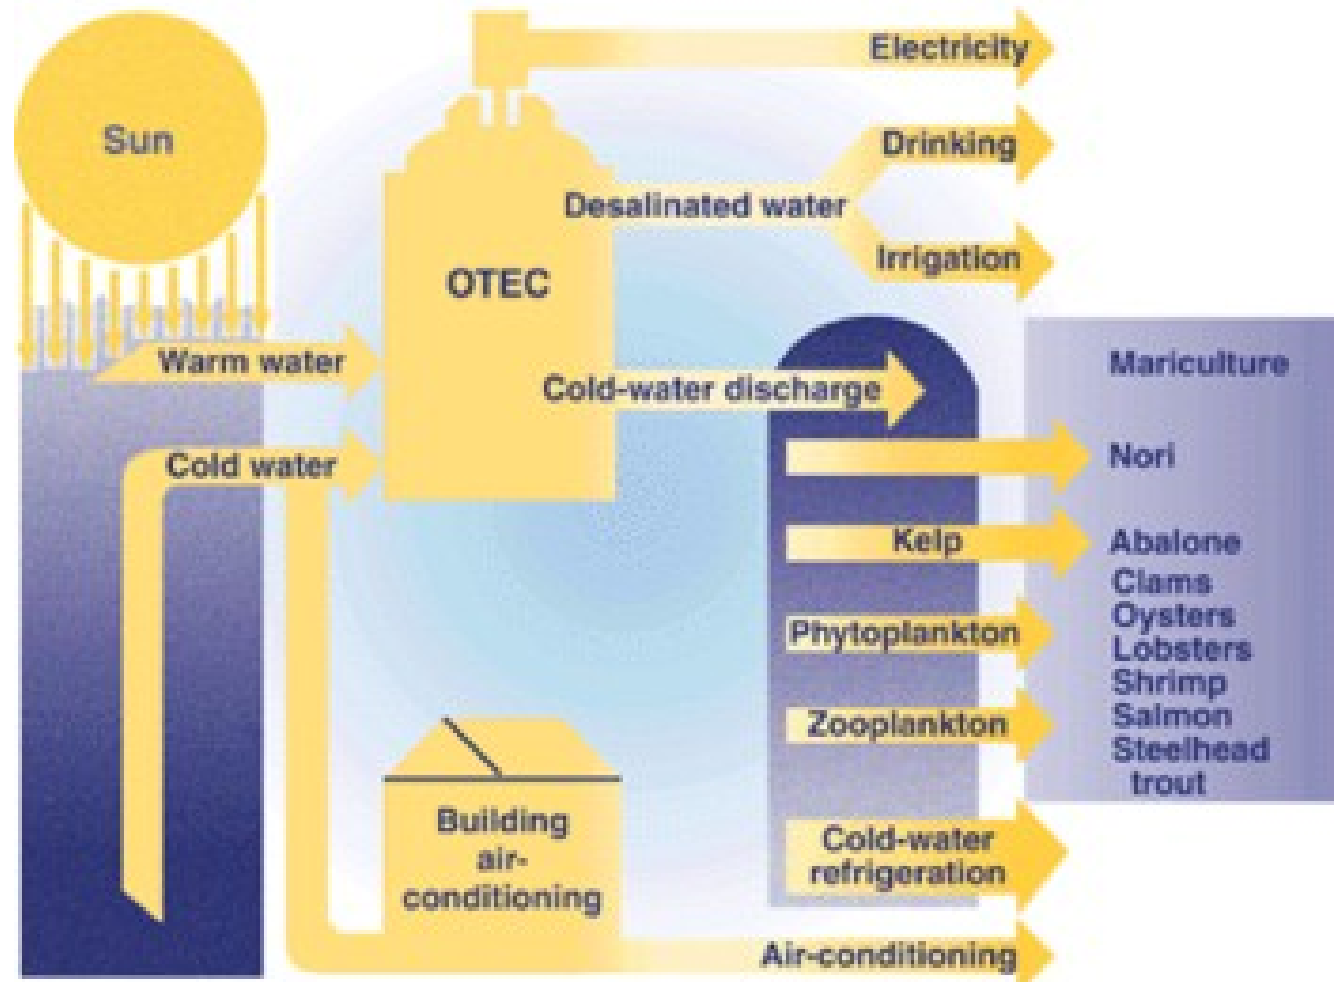 Sun
Electricity
Drinking
Desalinated water
Irrigation
OTEC
Warm water
Cold-water discharge
Cold water
Mariculture
Nori
Kelp
Abalone
Clams
Oysters
Phytoplankton
Lobsters
Shrimp
Zooplankton
Salmon
Steelhead
trout
Building
air-
conditioning
Cold-water
refrigeration
Air-conditioning